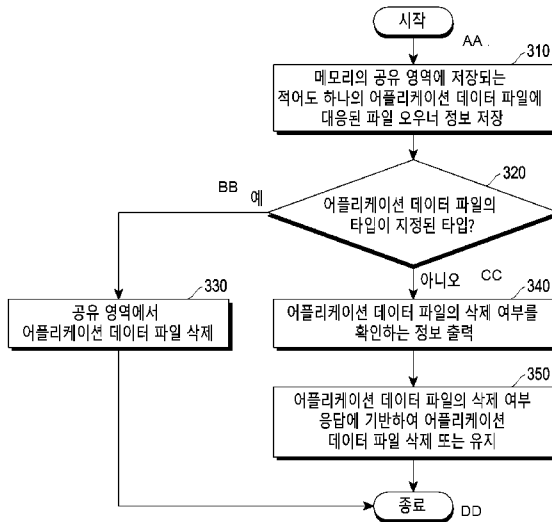 시작
AA .
310
메모리의 공유 영역에 저장되는
적어도 하나의 어플리케이션 데이터 파일에
대응된 파일 오우너 정보 저장
320
BB
예
어플리케이션 데이터 파일의
타입이 지정된 타입?
아니오 CC
330
공유 영역에서
어플리케이션 데이터 파일 삭제
340
어플리케이션 데이터 파일의 삭제 여부를
확인하는 정보 출력
350
어플리케이션 데이터 파일의 삭제 여부
응답에 기반하여 어플리케이션
데이터 파일 삭제 또는 유지
종료
DD